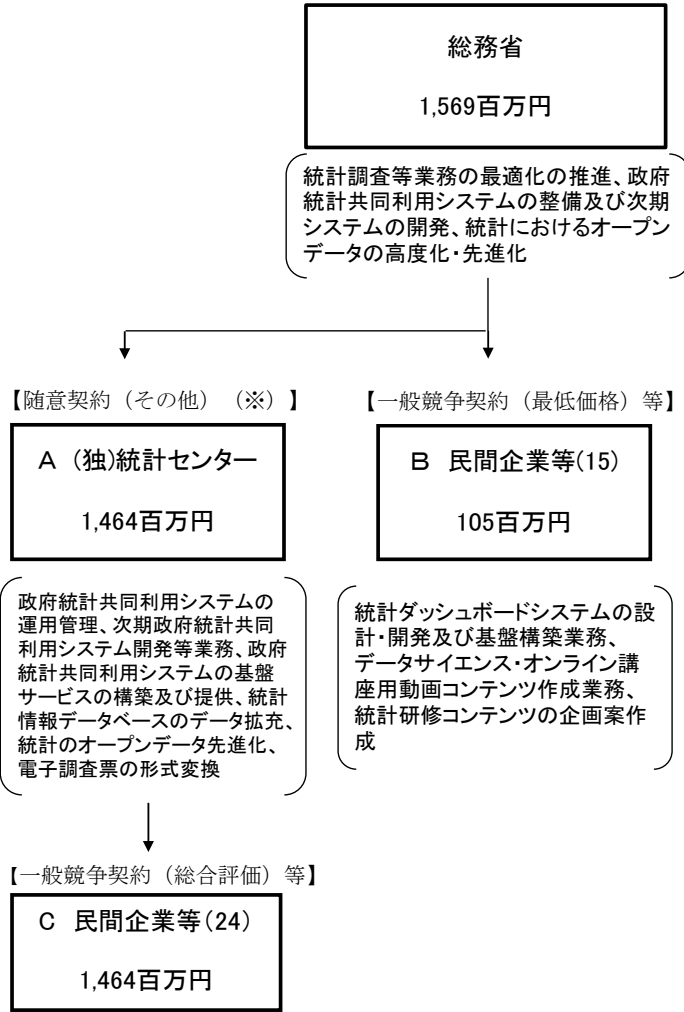 総務省
1,569百万円
統計調査等業務の最適化の推進、政府
統計共同利用システムの整備及び次期
システムの開発、統計におけるオープン
データの高度化・先進化
【随意契約（その他）（※）】
A (独)統計センター
1,464百万円
政府統計共同利用システムの
運用管理、次期政府統計共同
利用システム開発等業務、政府
統計共同利用システムの基盤
サービスの構築及び提供、統計
情報データベースのデータ拡充、
統計のオープンデータ先進化、
電子調査票の形式変換
【一般競争契約（最低価格）等】
B 民間企業等(15)
105百万円
統計ダッシュボードシステムの設
計・開発及び基盤構築業務、
データサイエンス・オンライン講
座用動画コンテンツ作成業務、
統計研修コンテンツの企画案作
成
【一般競争契約（総合評価）等】
C 民間企業等(24)
1,464百万円